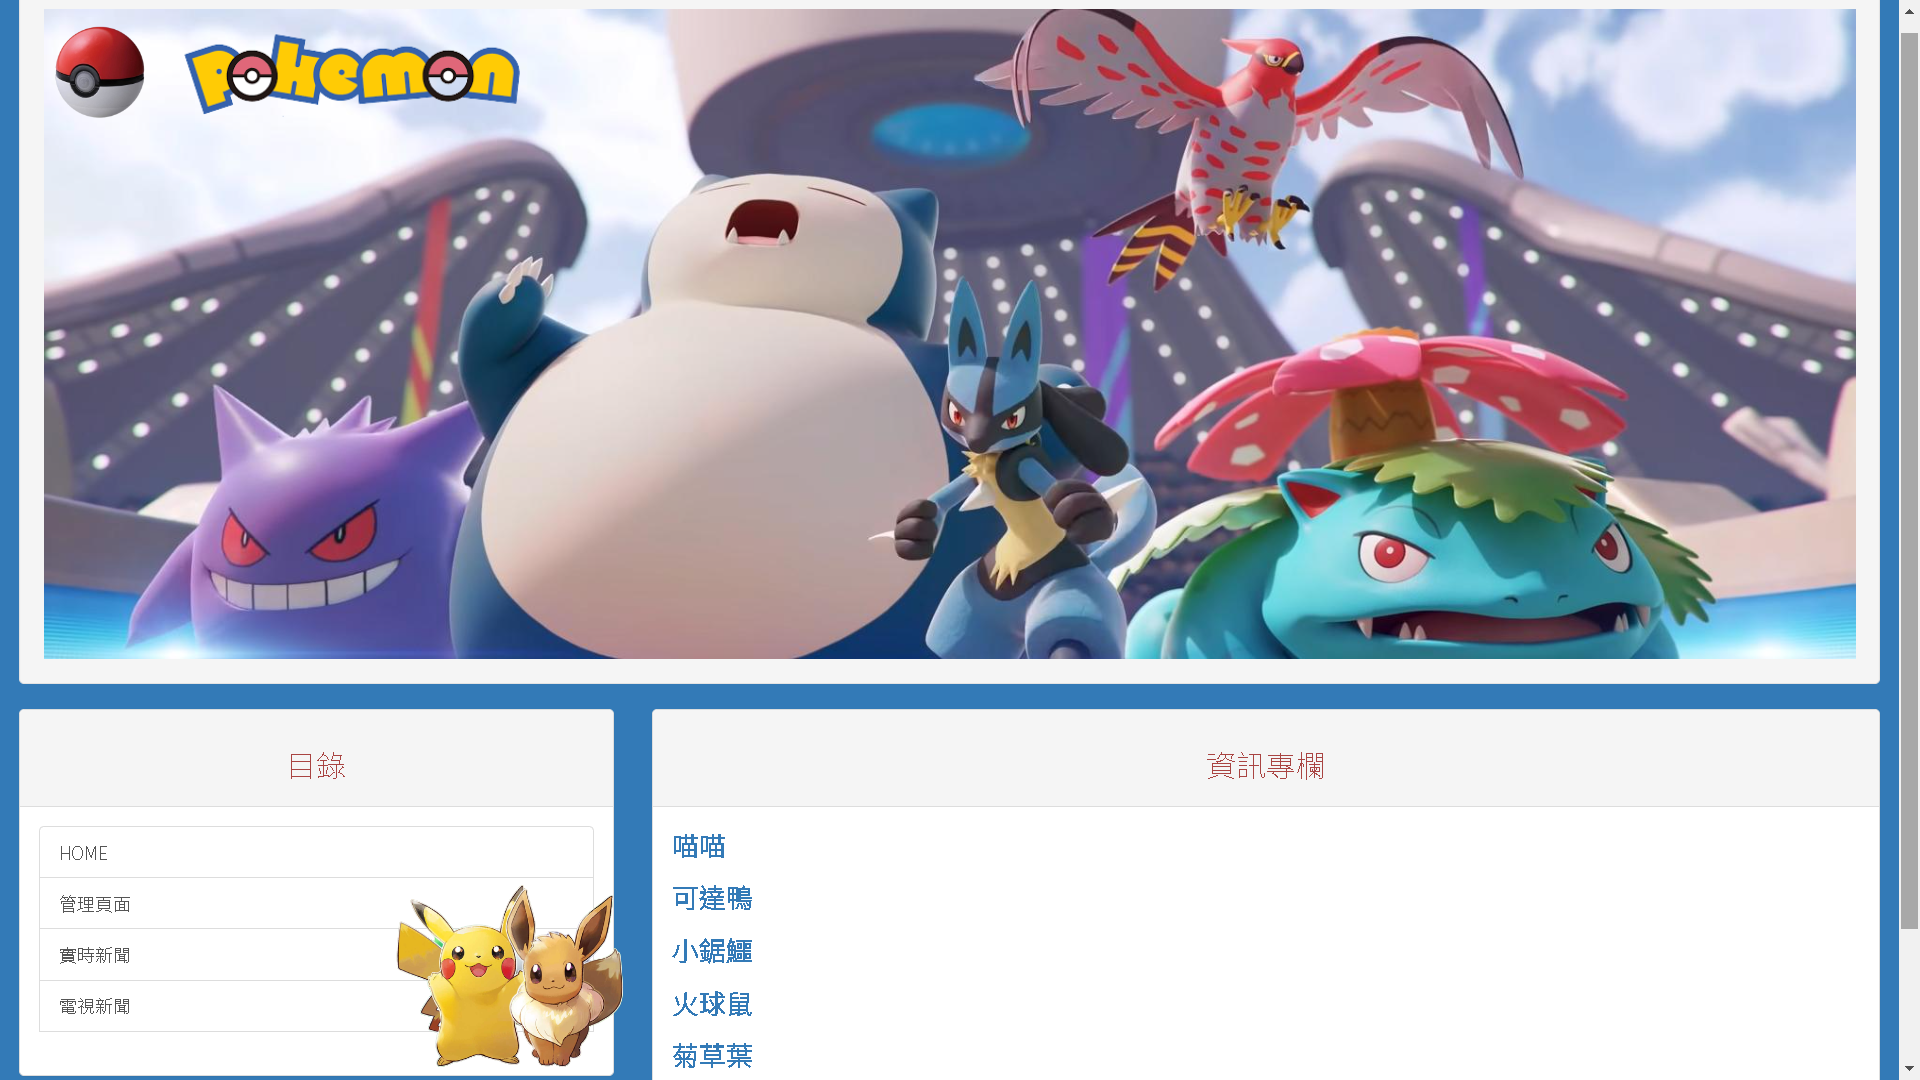 pokemon
目錄
HOME
管理頁面
實時新聞
電視新聞
資訊專欄
喵喵
可達鴨
小鋸鱷
火球鼠
菊草葉